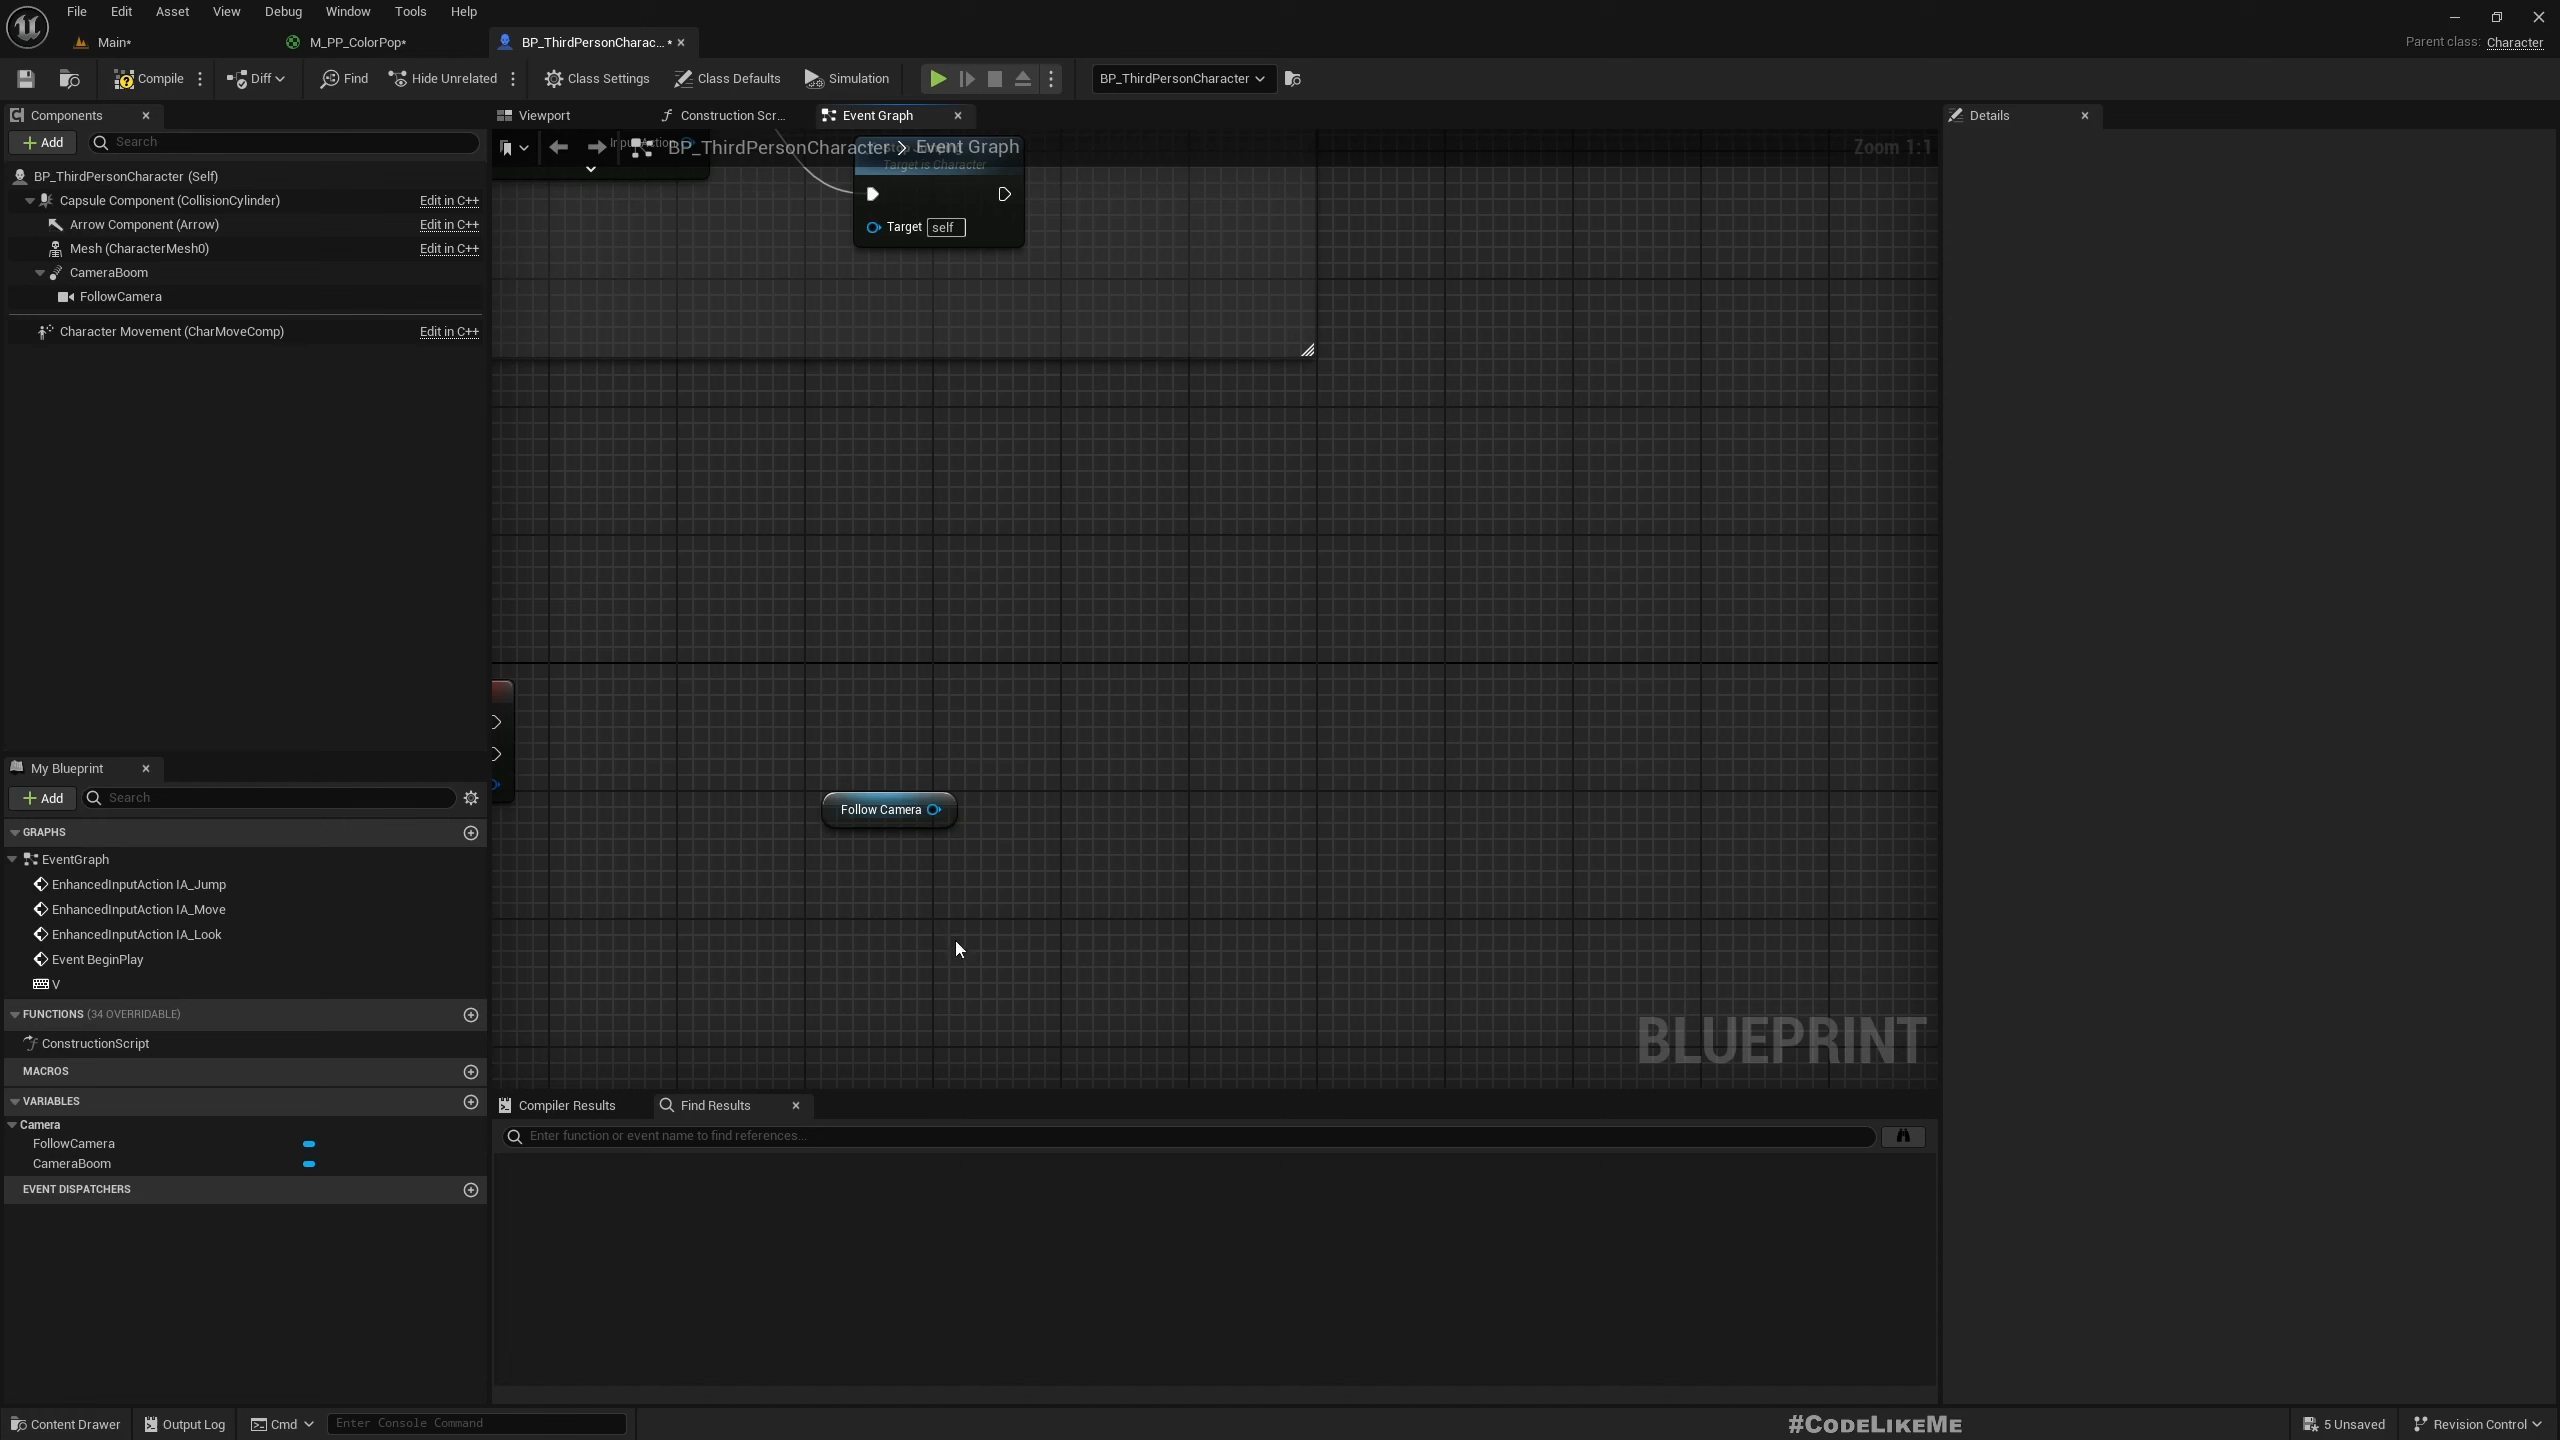 File Edit Asset View Debug Window Tools Help
Main*
M_PP_ColorPop*
BP_ThirdPersonCharac... *
Parent class: Character
Compile
Diff
Find
Hide Unrelated
Class Settings
Class Defaults
Simulation
BP_ThirdPersonCharacter
Components
Add
Search
BP_ThirdPersonCharacter (Self)
Capsule Component (CollisionCylinder) Edit in C++
Arrow Component (Arrow) Edit in C++
Mesh (CharacterMesh0) Edit in C++
CameraBoom
FollowCamera
Character Movement (CharMoveComp) Edit in C++
My Blueprint
Add
Search
GRAPHS
EventGraph
EnhancedInputAction IA_Jump
EnhancedInputAction IA_Move
EnhancedInputAction IA_Look
Event BeginPlay
V
FUNCTIONS (34 OVERRIDABLE)
ConstructionScript
MACROS
VARIABLES
Camera
FollowCamera
CameraBoom
EVENT DISPATCHERS
Viewport
Construction Scr...
Event Graph
BP_ThirdPersonCharacter > Event Graph
Zoom 1:1
Target is Character
Target self
Follow Camera
BLUEPRINT
Compiler Results
Find Results
Enter function or event name to find references...
Details
Content Drawer
Output Log
Cmd
Enter Console Command
#CodeLikeMe
5 Unsaved
Revision Control